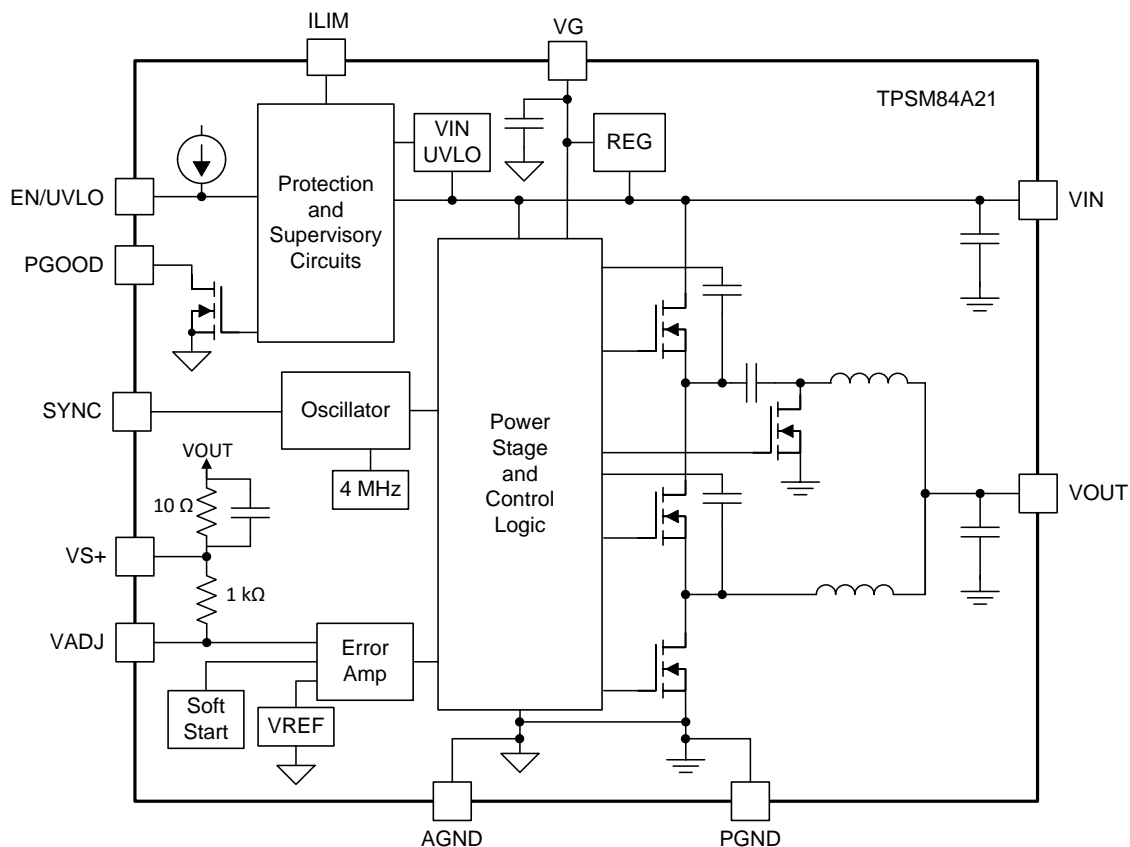 ILIM
VG
TPSM84A21
VIN
UVLO
REG
EN/UVLO
Protection
and
Supervisory
Circuits
VIN
PGOOD
SYNC
Oscillator
4 MHz
Power
Stage
and
Control
Logic
VOUT
10 Ω
VOUT
VS+
1 kΩ
VADJ
Error
Amp
Soft
Start
VREF
AGND
PGND